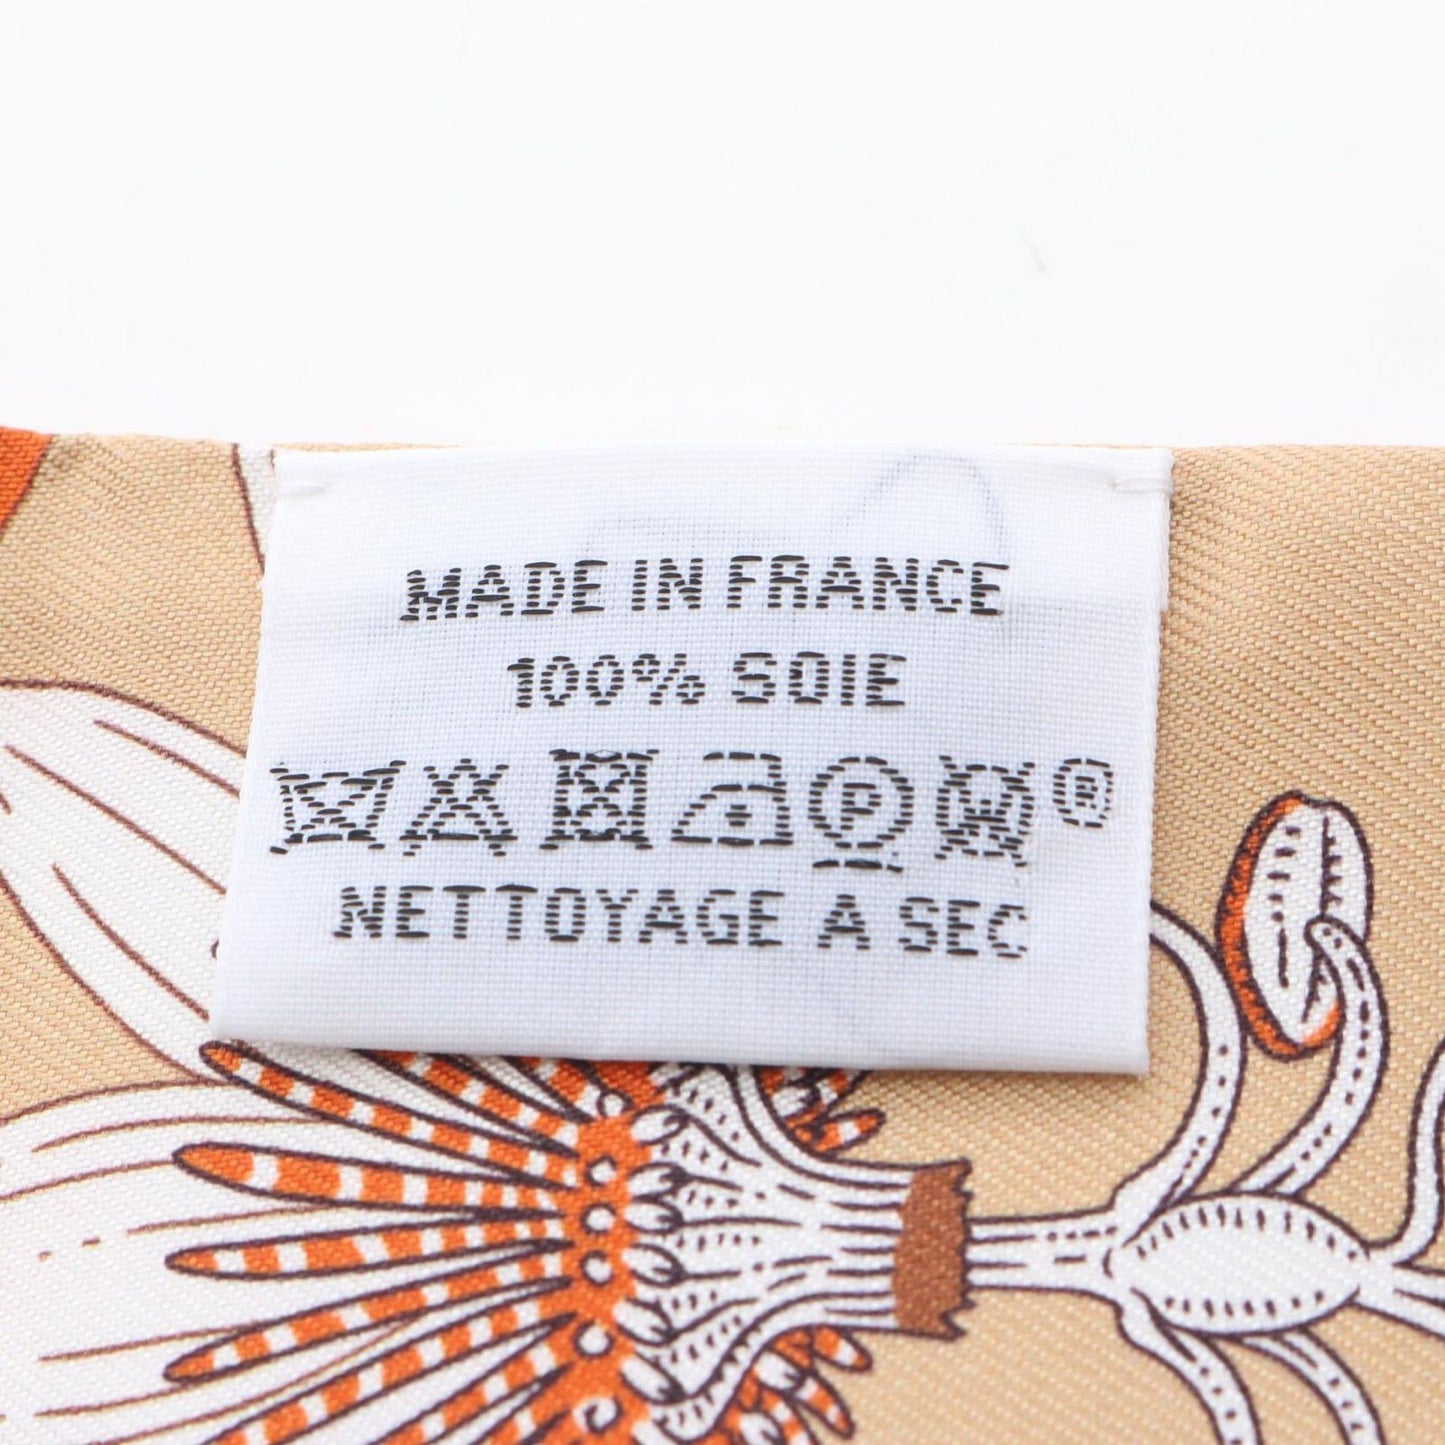 MADE IN FRANCE
100% SOIE
P W ®
NETTOYAGE A SEC